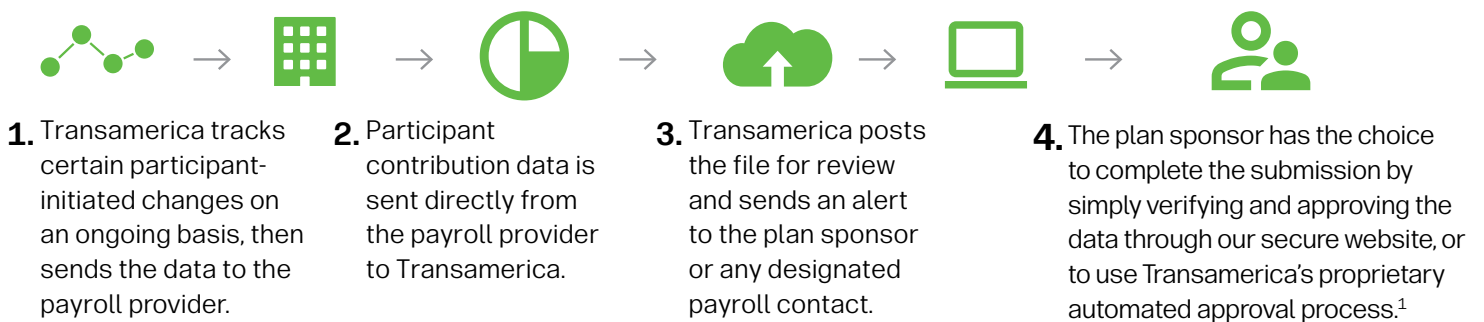 1. Transamerica tracks
certain participant-
initiated changes on
an ongoing basis, then
sends the data to the
payroll provider.
2. Participant
contribution data is
sent directly from
the payroll provider
to Transamerica.
3. Transamerica posts
the file for review
and sends an alert
to the plan sponsor
or any designated
payroll contact.
4. The plan sponsor has the choice
to complete the submission by
simply verifying and approving the
data through our secure website, or
to use Transamerica’s proprietary
automated approval process.¹